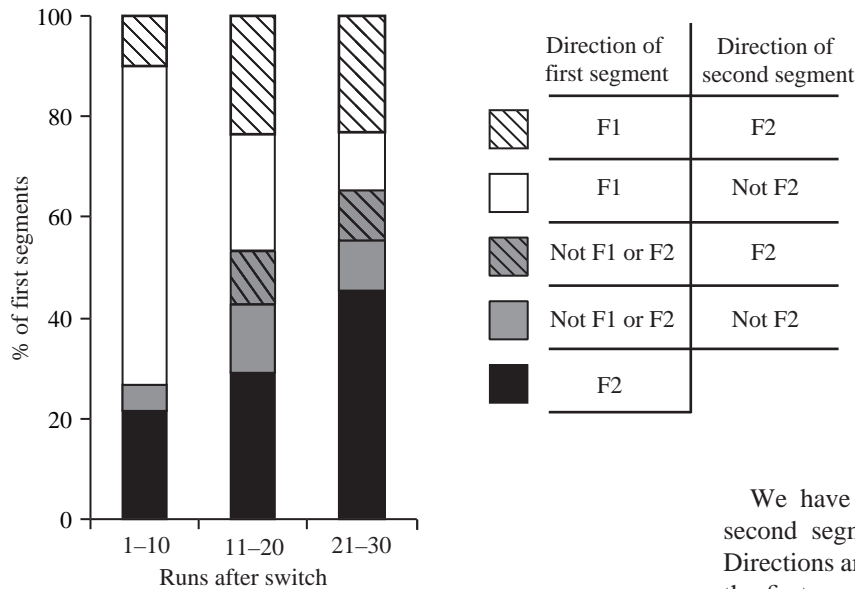 100
80
60
40
20
0
% of first segments
1–10 11–20 21–30
Runs after switch
Direction of first segment Direction of second segment
F1 F2
F1 Not F2
Not F1 or F2 F2
Not F1 or F2 Not F2
F2
We have
second
Directions